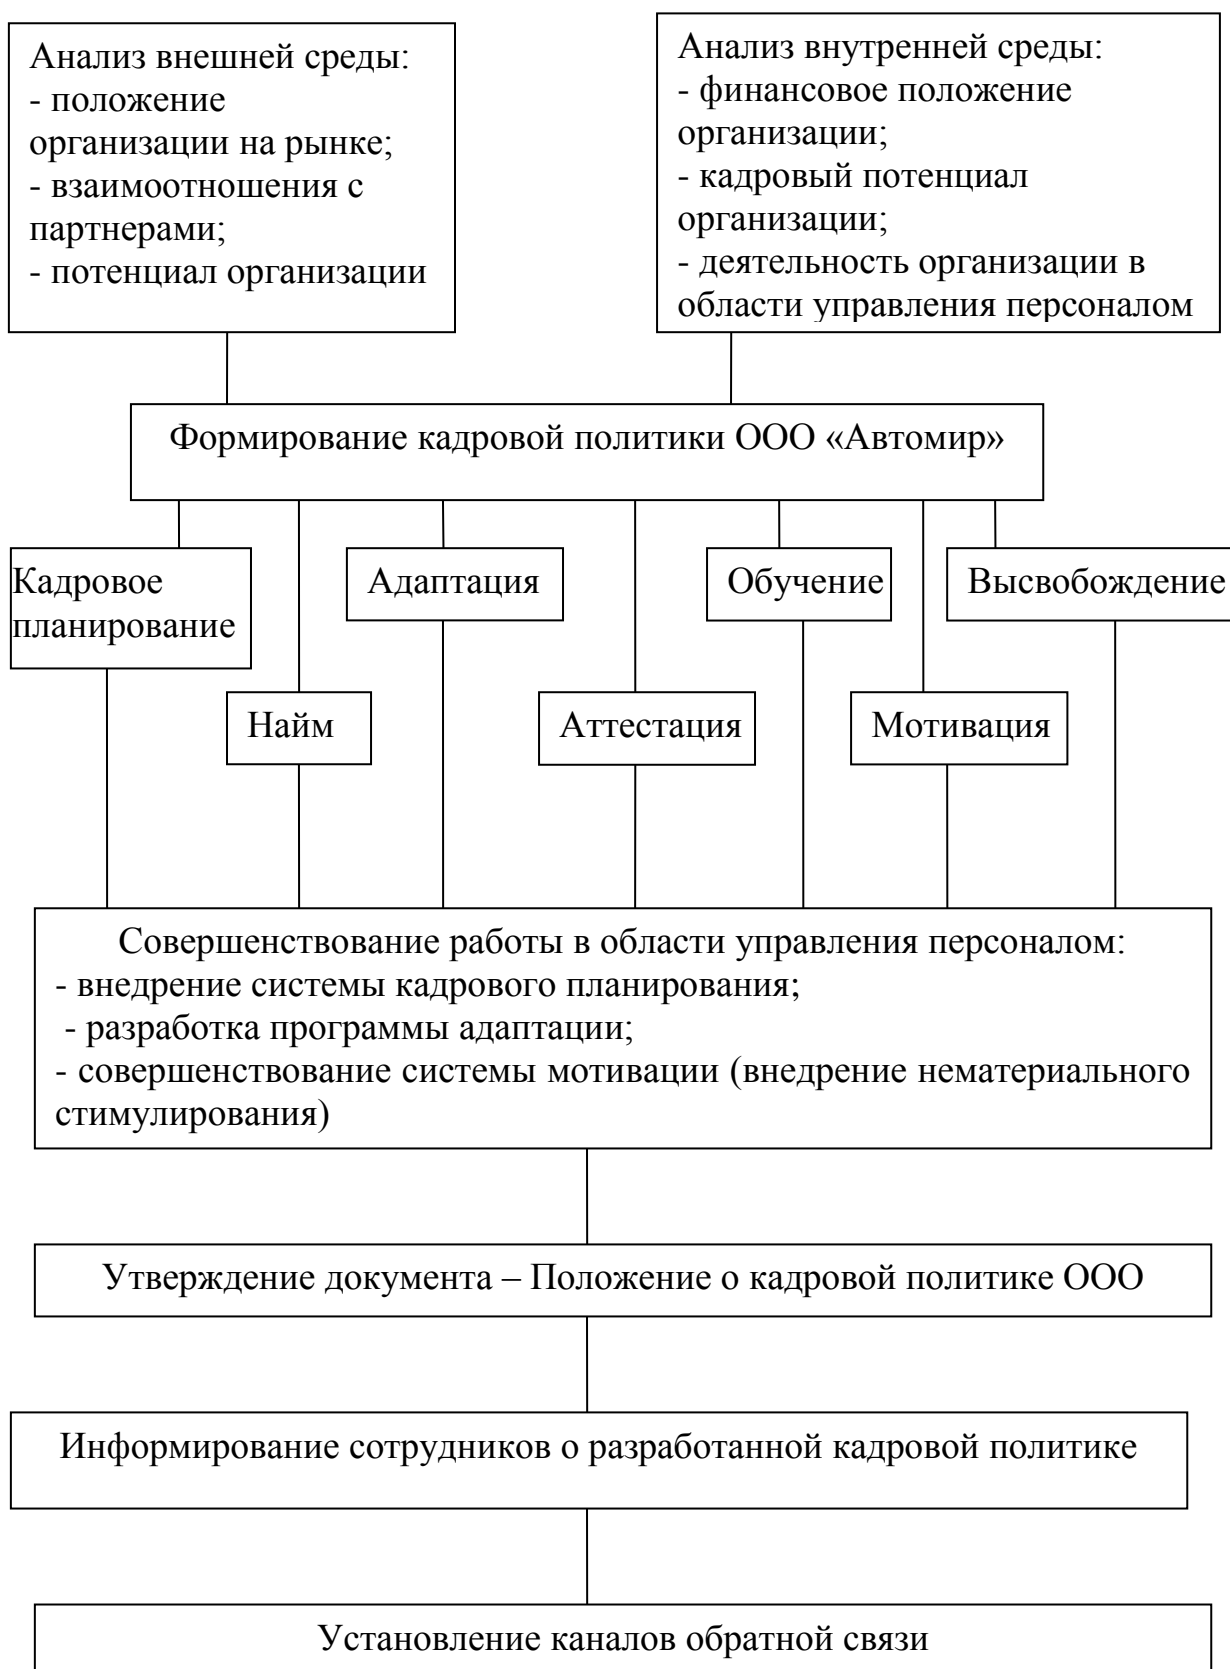 Анализ внешней среды:
- положение
организации на рынке;
- взаимоотношения с
партнерами;
- потенциал организации
Анализ внутренней среды:
- финансовое положение
организации;
- кадровый потенциал
организации;
- деятельность организации в
области управления персоналом
Формирование кадровой политики ООО «Автомир»
Кадровое
планирование
Адаптация
Обучение
Высвобождение
Найм
Аттестация
Мотивация
Совершенствование работы в области управления персоналом:
- внедрение системы кадрового планирования;
- разработка программы адаптации;
- совершенствование системы мотивации (внедрение нематериального
стимулирования)
Утверждение документа – Положение о кадровой политике ООО
Информирование сотрудников о разработанной кадровой политике
Установление каналов обратной связи